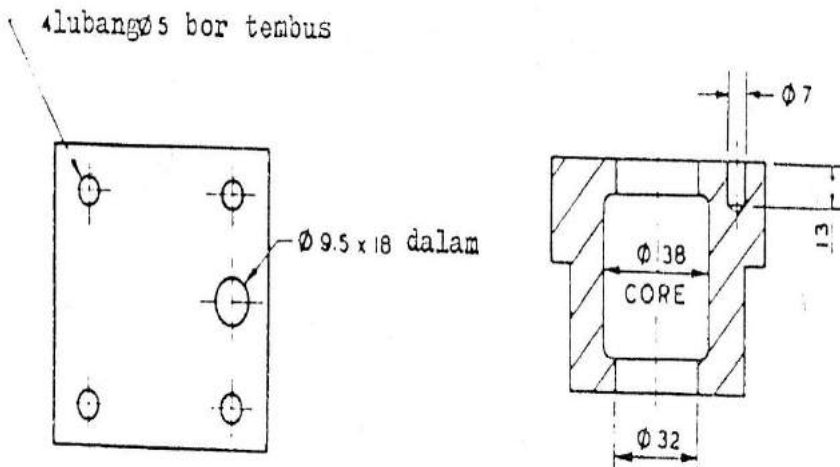 4lubangø5 bor tembus
Ø 9.5 x 18 dalam
Ø 7
13
Ø 38
CORE
Ø 32